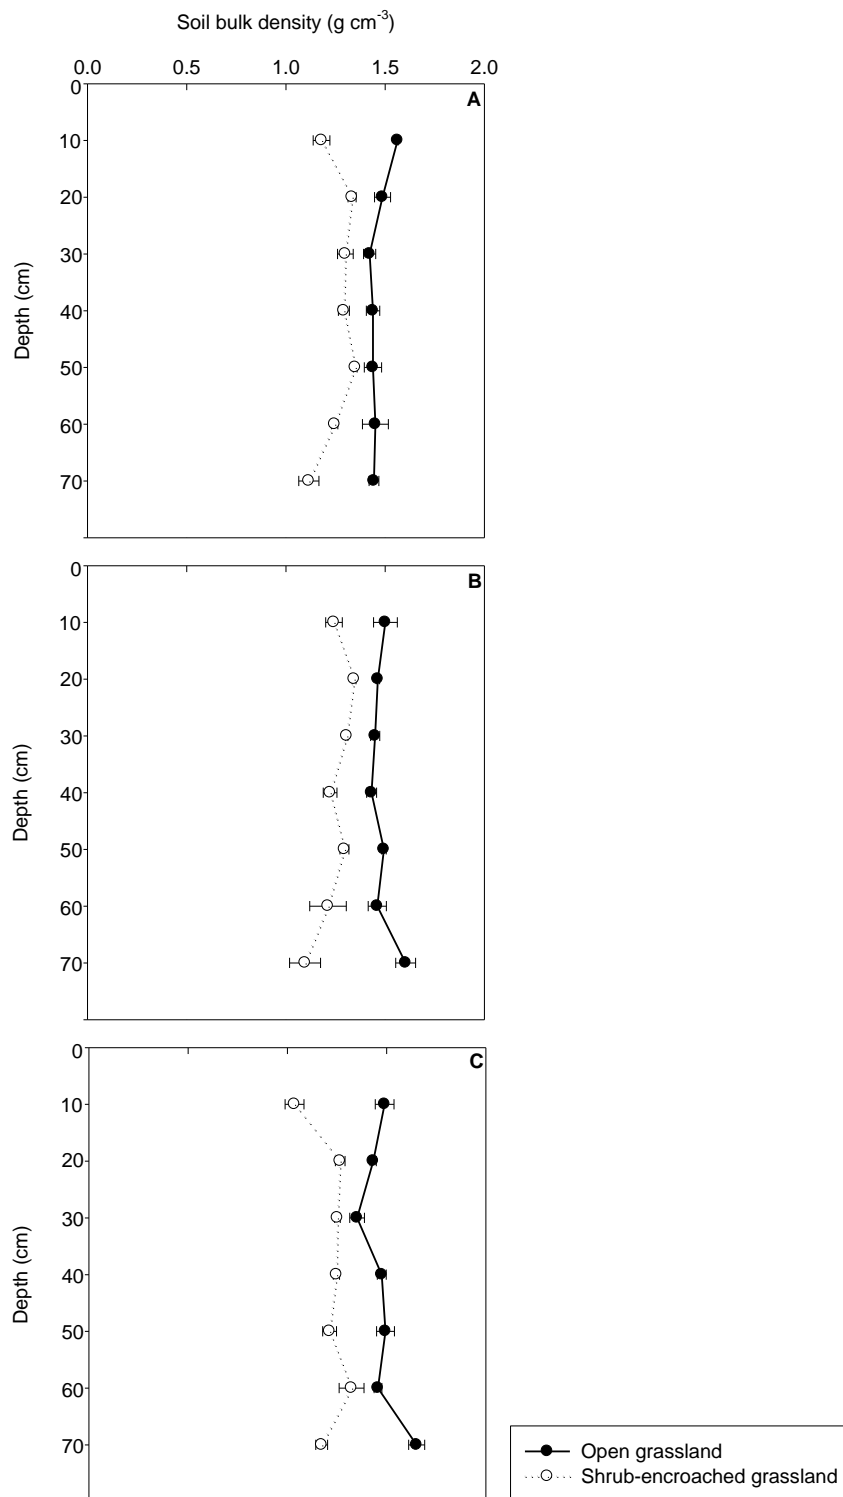 Soil bulk density (g cm-3)
0.0 0.5 1.0 1.5 2.0
0
A
10
20
30
40
50
60
70
Depth (cm)
0
B
10
20
30
40
50
60
70
Depth (cm)
0
C
10
20
30
40
50
60
70
Depth (cm)
Open grassland
Shrub-encroached grassland